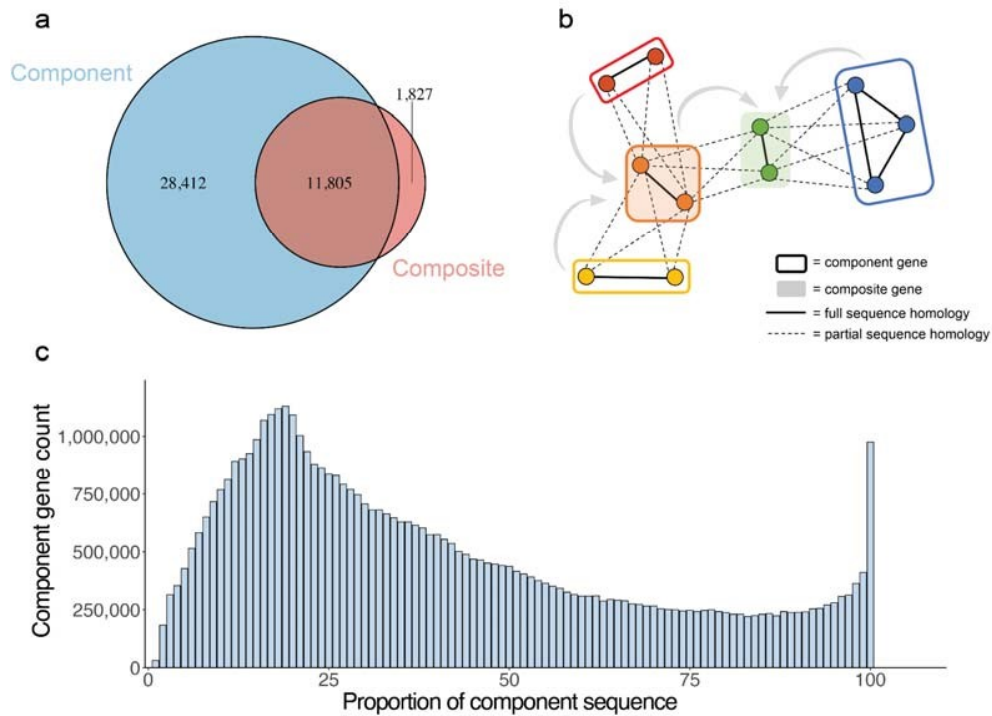 a
Component
28,412
11,805
1,827
Composite
b
= component gene
= composite gene
= full sequence homology
= partial sequence homology
c
Component gene count
1,000,000
750,000
500,000
250,000
0
0 25 50 75 100
Proportion of component sequence